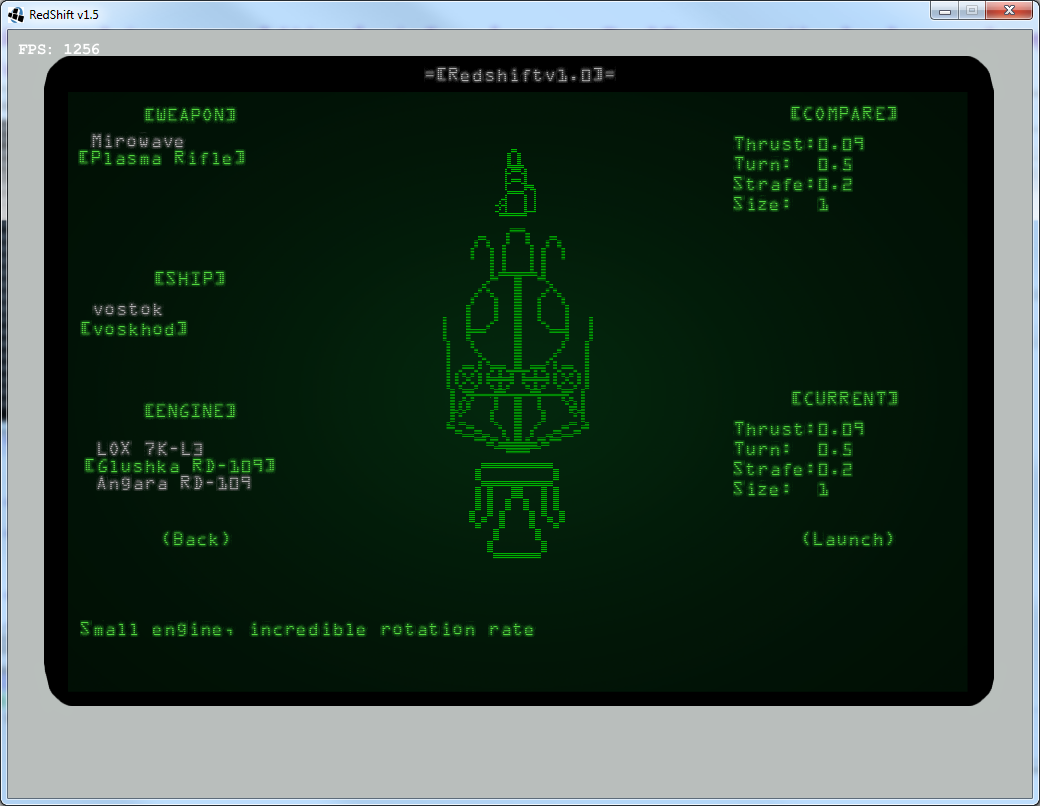 RedShift v1.5
FPS: 1256
=[Redshiftv1.0]=
[WEAPON]
Mirowave
[Plasma Rifle]
[SHIP]
vostok
[voskhod]
[ENGINE]
LOX 7K-L3
[Glushka RD-109]
Angara RD-109
(Back)
[COMPARE]
Thrust:0.09
Turn: 0.5
Strafe:0.2
Size: 1
[CURRENT]
Thrust:0.09
Turn: 0.5
Strafe:0.2
Size: 1
(Launch)
Small engine, incredible rotation rate